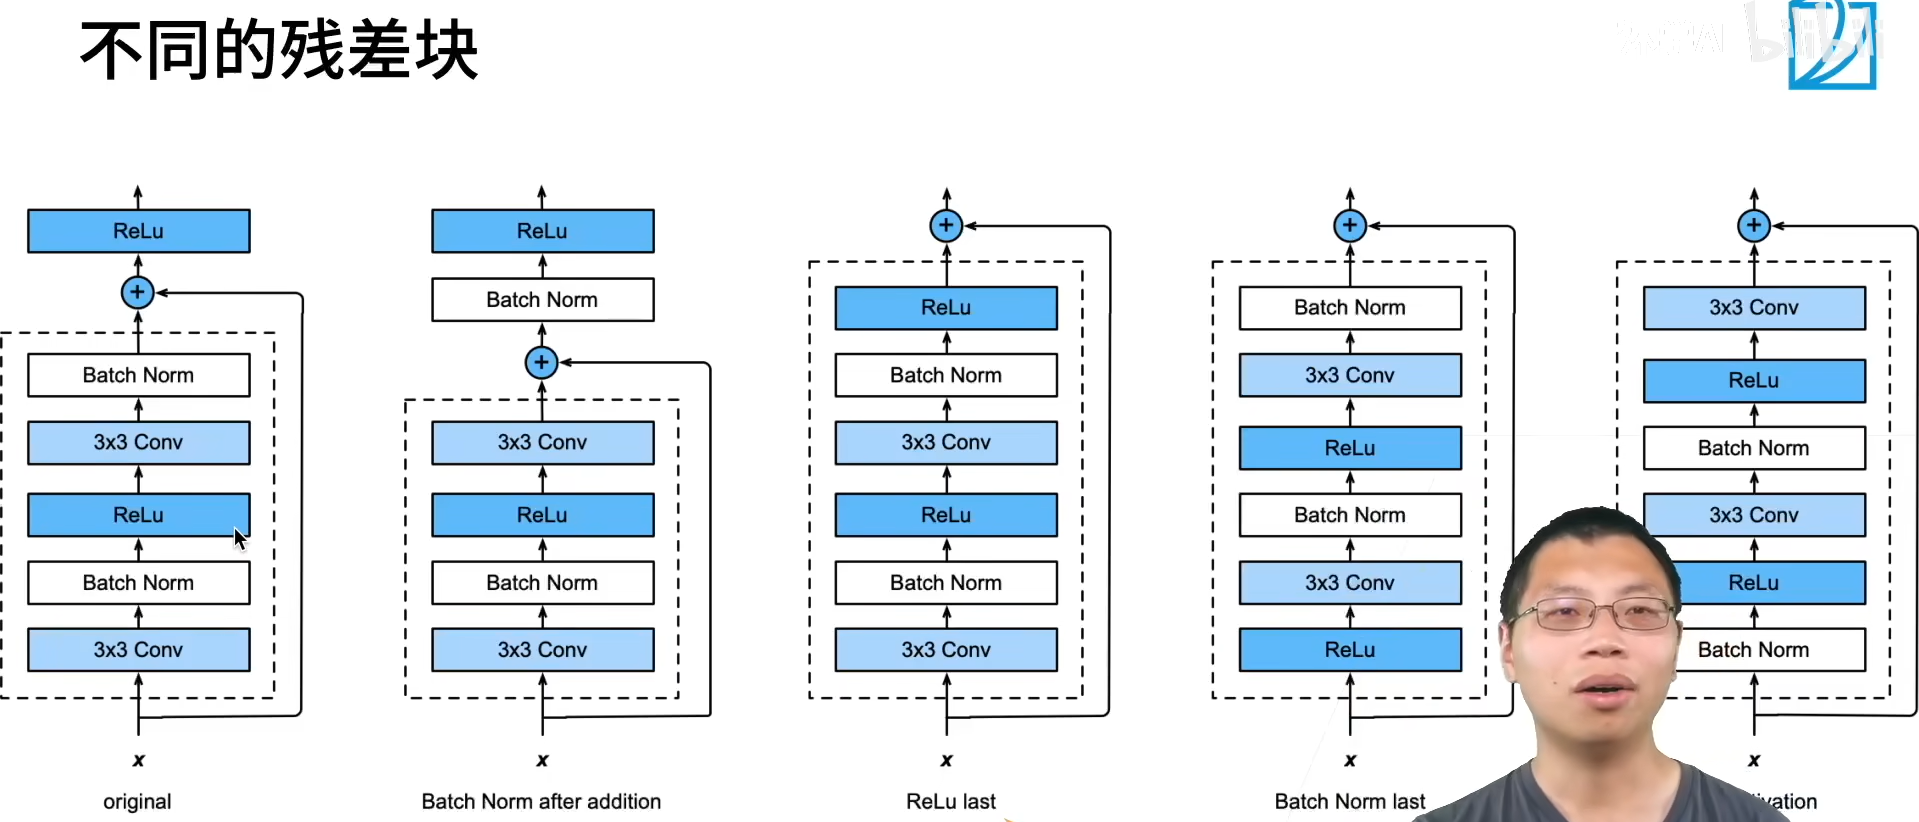 不同的残差块
bilibili
ReLu
+
Batch Norm
3x3 Conv
ReLu
Batch Norm
3x3 Conv
x
original
ReLu
Batch Norm
+
3x3 Conv
ReLu
Batch Norm
3x3 Conv
x
Batch Norm after addition
+
ReLu
Batch Norm
3x3 Conv
ReLu
Batch Norm
3x3 Conv
x
ReLu last
+
Batch Norm
3x3 Conv
ReLu
Batch Norm
3x3 Conv
ReLu
x
Batch Norm last
+
3x3 Conv
ReLu
Batch Norm
3x3 Conv
ReLu
Batch Norm
x